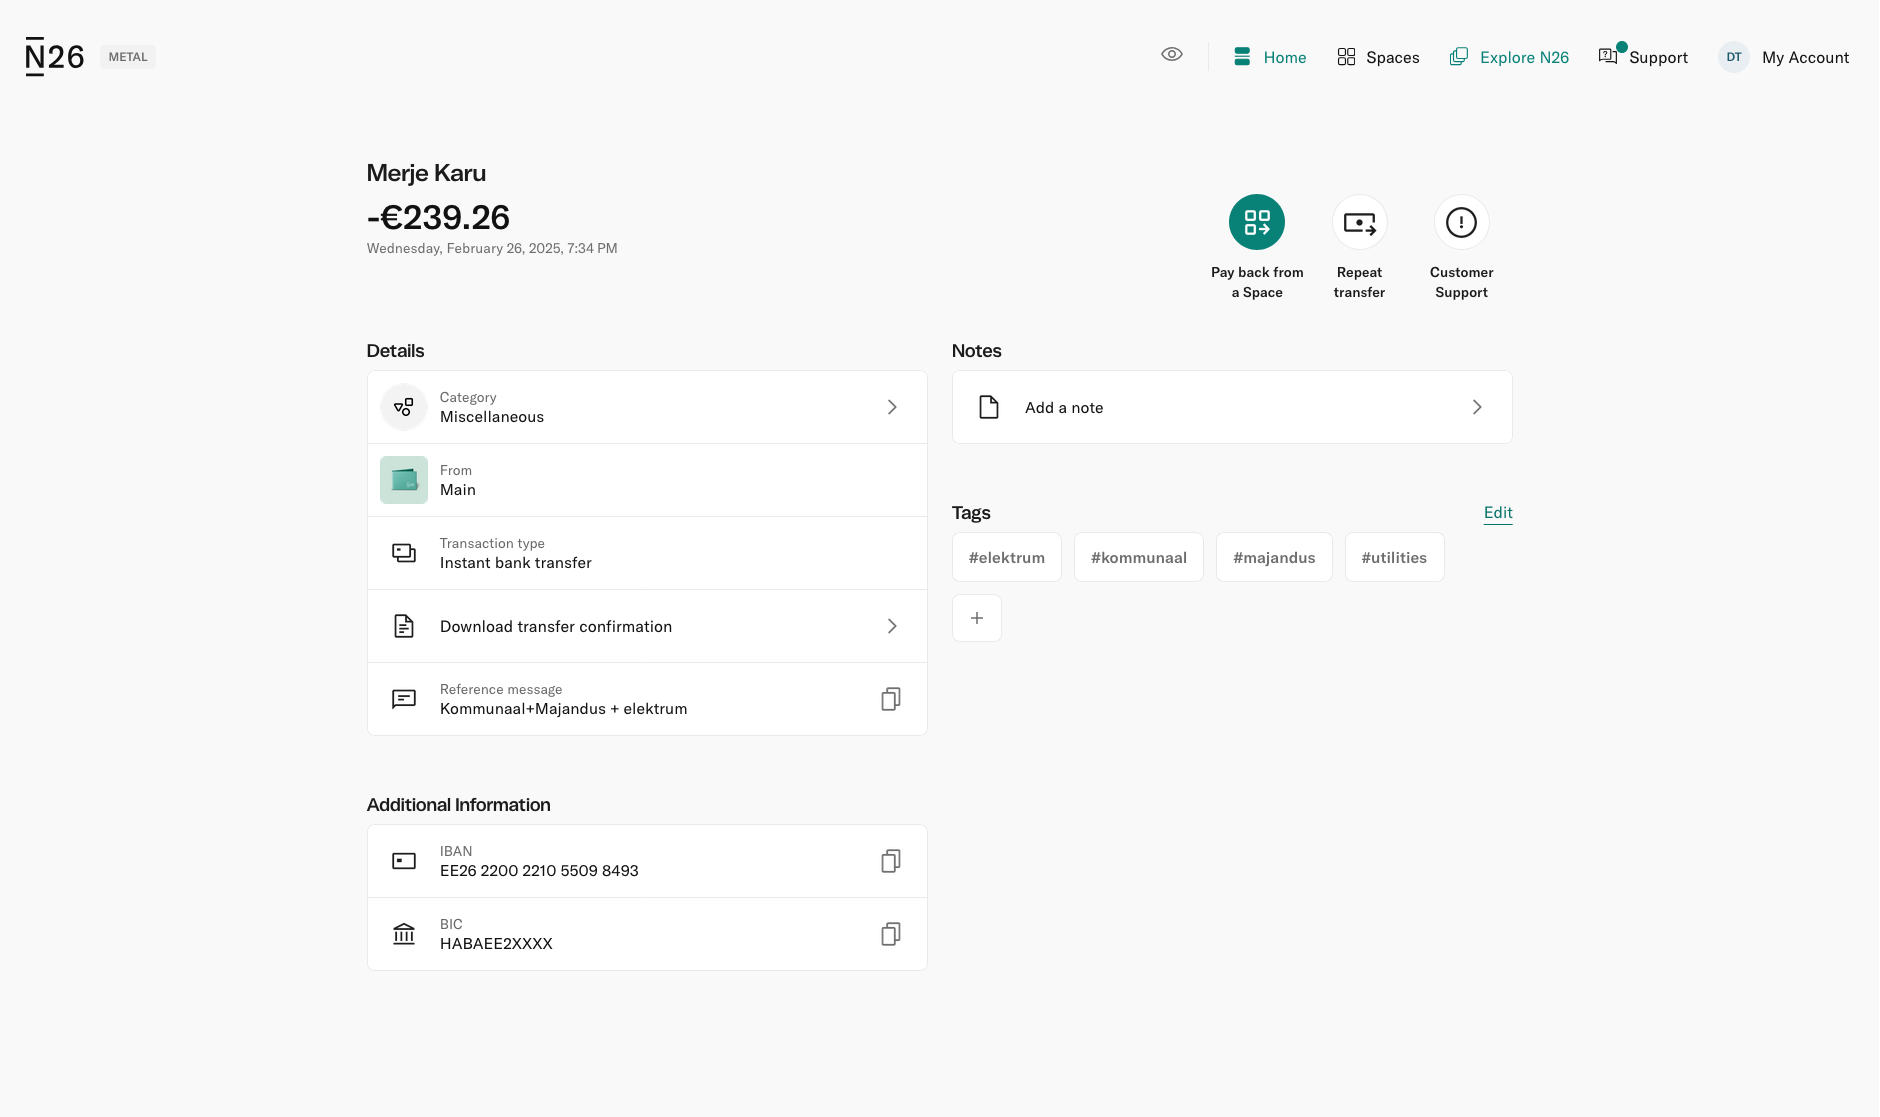 N26 METAL
Home Spaces Explore N26 Support DT My Account
Merje Karu
-€239.26
Wednesday, February 26, 2025, 7:34 PM
Pay back from
a Space
Repeat
transfer
Customer
Support
Details
Category
Miscellaneous
From
Main
Transaction type
Instant bank transfer
Download transfer confirmation
Reference message
Kommunaal+Majandus + elektrum
Notes
Add a note
Tags
Edit
#elektrum #kommunaal #majandus #utilities
+
Additional Information
IBAN
EE26 2200 2210 5509 8493
BIC
HABAEE2XXXX